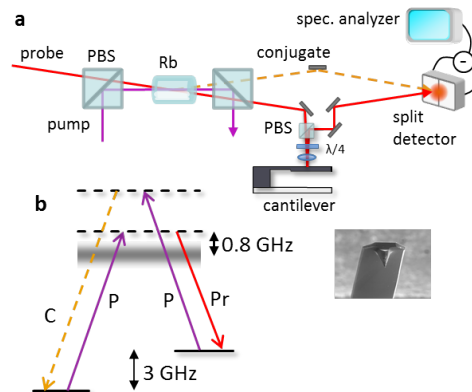 spec. analyzer
a
probe
PBS
Rb
conjugate
pump
PBS
λ/4
split
detector
cantilever
b
0.8 GHz
C
P
P
Pr
3 GHz